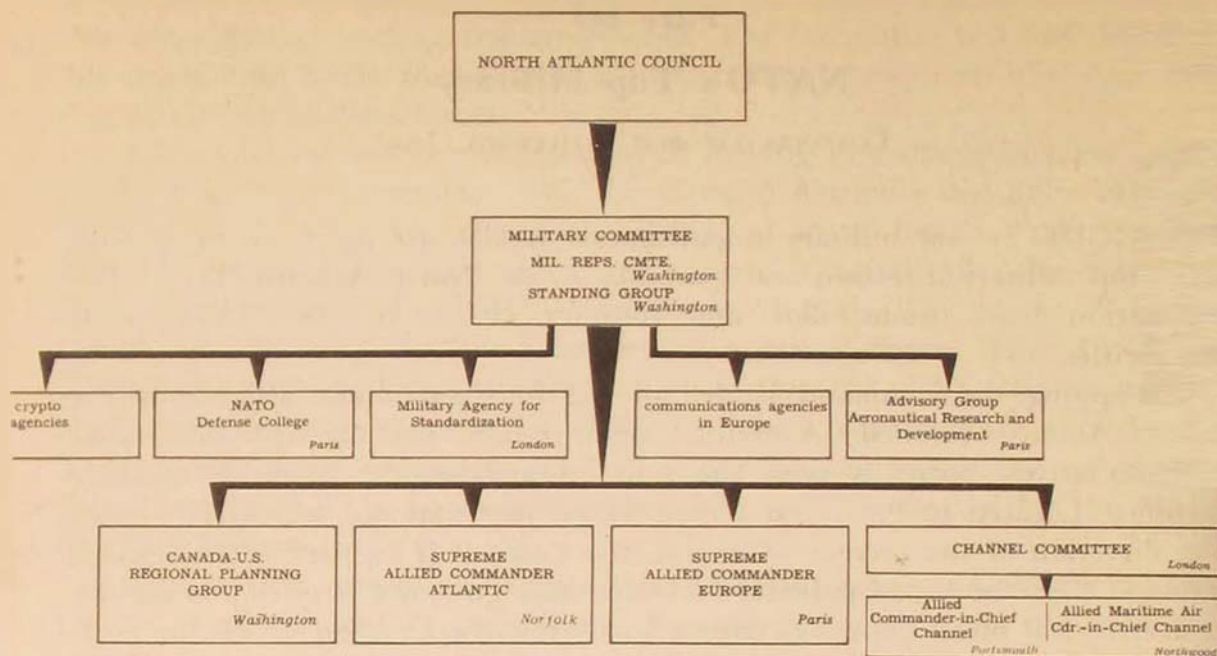 NORTH ATLANTIC COUNCIL
MILITARY COMMITTEE
MIL. REPS. CMTE.
Washington
STANDING GROUP
Washington
crypto
agencies
NATO
Defense College
Paris
Military Agency for
Standardization
London
communications agencies
in Europe
Advisory Group
Aeronautical Research and
Development
Paris
CANADA-U.S.
REGIONAL PLANNING
GROUP
Washington
SUPREME
ALLIED COMMANDER
ATLANTIC
Norfolk
SUPREME
ALLIED COMMANDER
EUROPE
Paris
CHANNEL COMMITTEE
London
Allied
Commander-in-Chief
Channel
Portsmouth
Allied Maritime Air
Cdr.-in-Chief Channel
Northwood